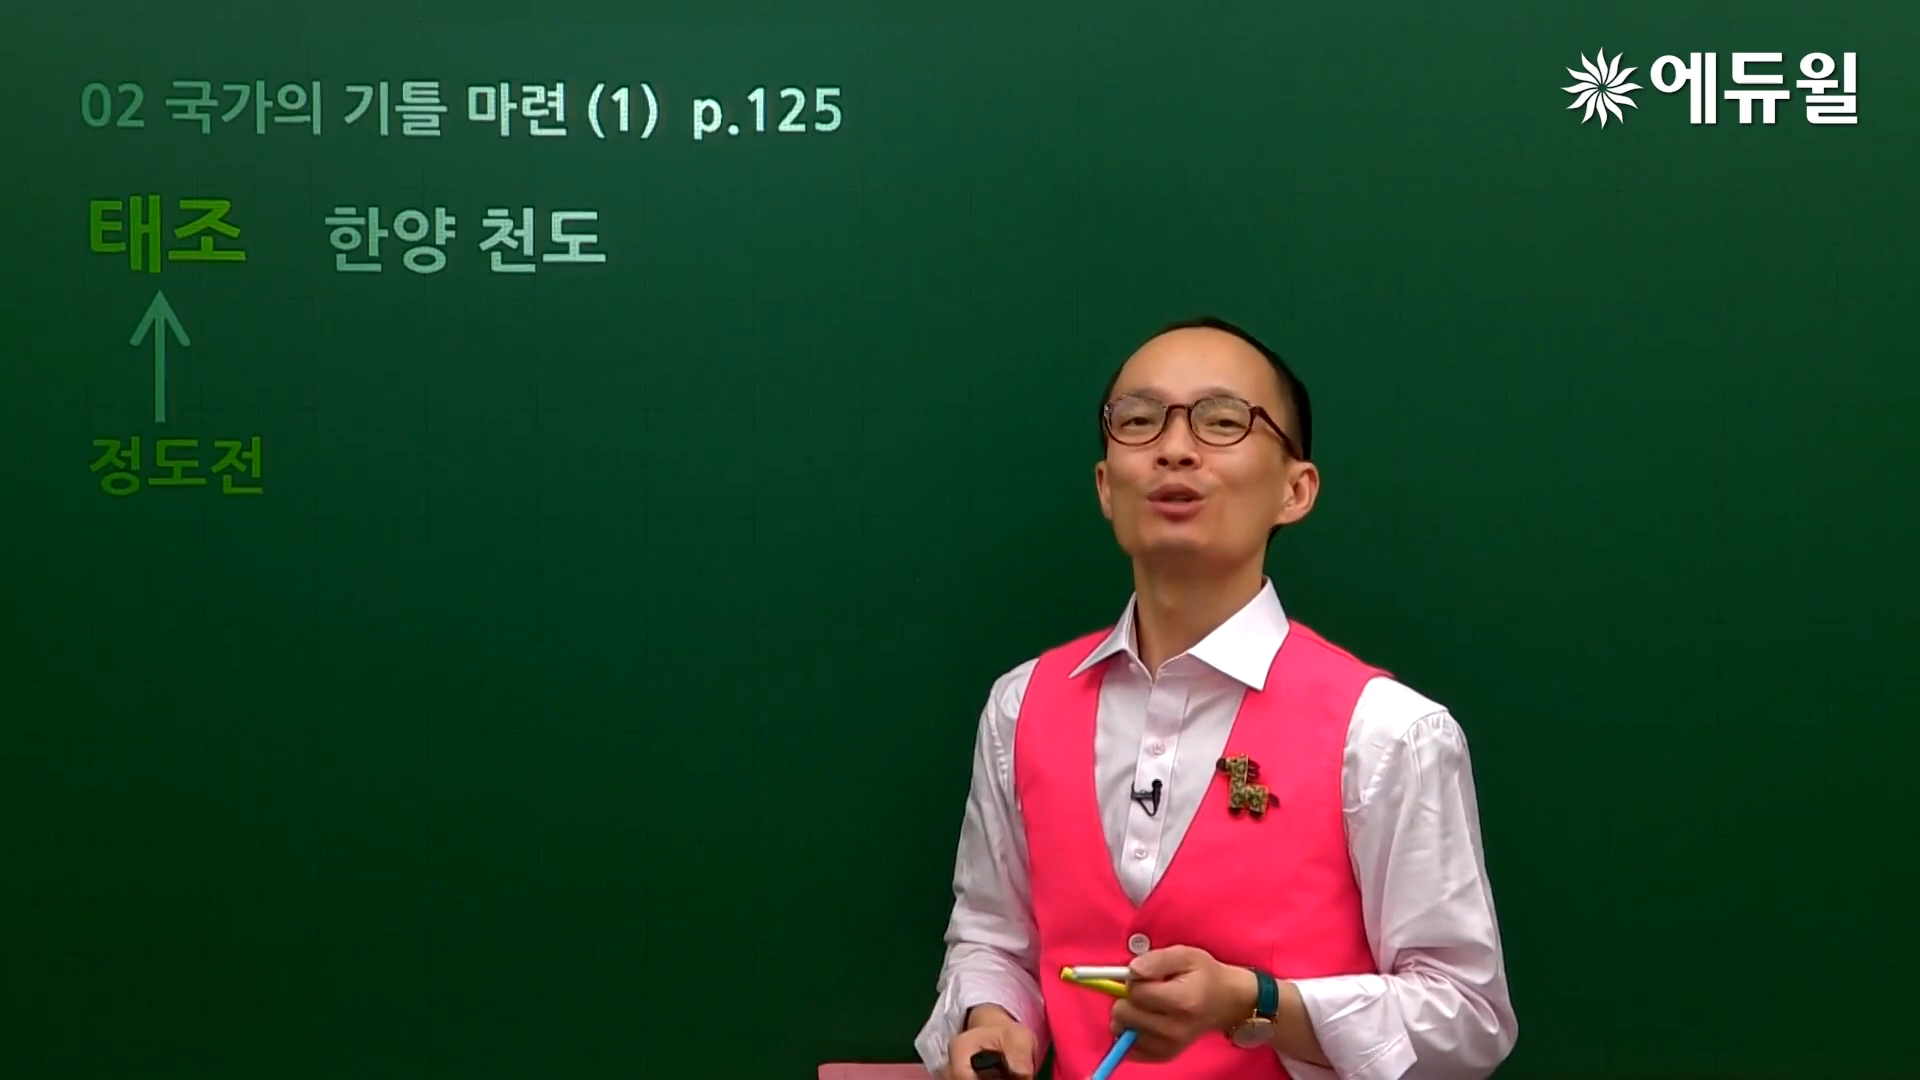 02 국가의 기틀 마련 (1) p.125
에듀윌
태조 한양 천도
정도전